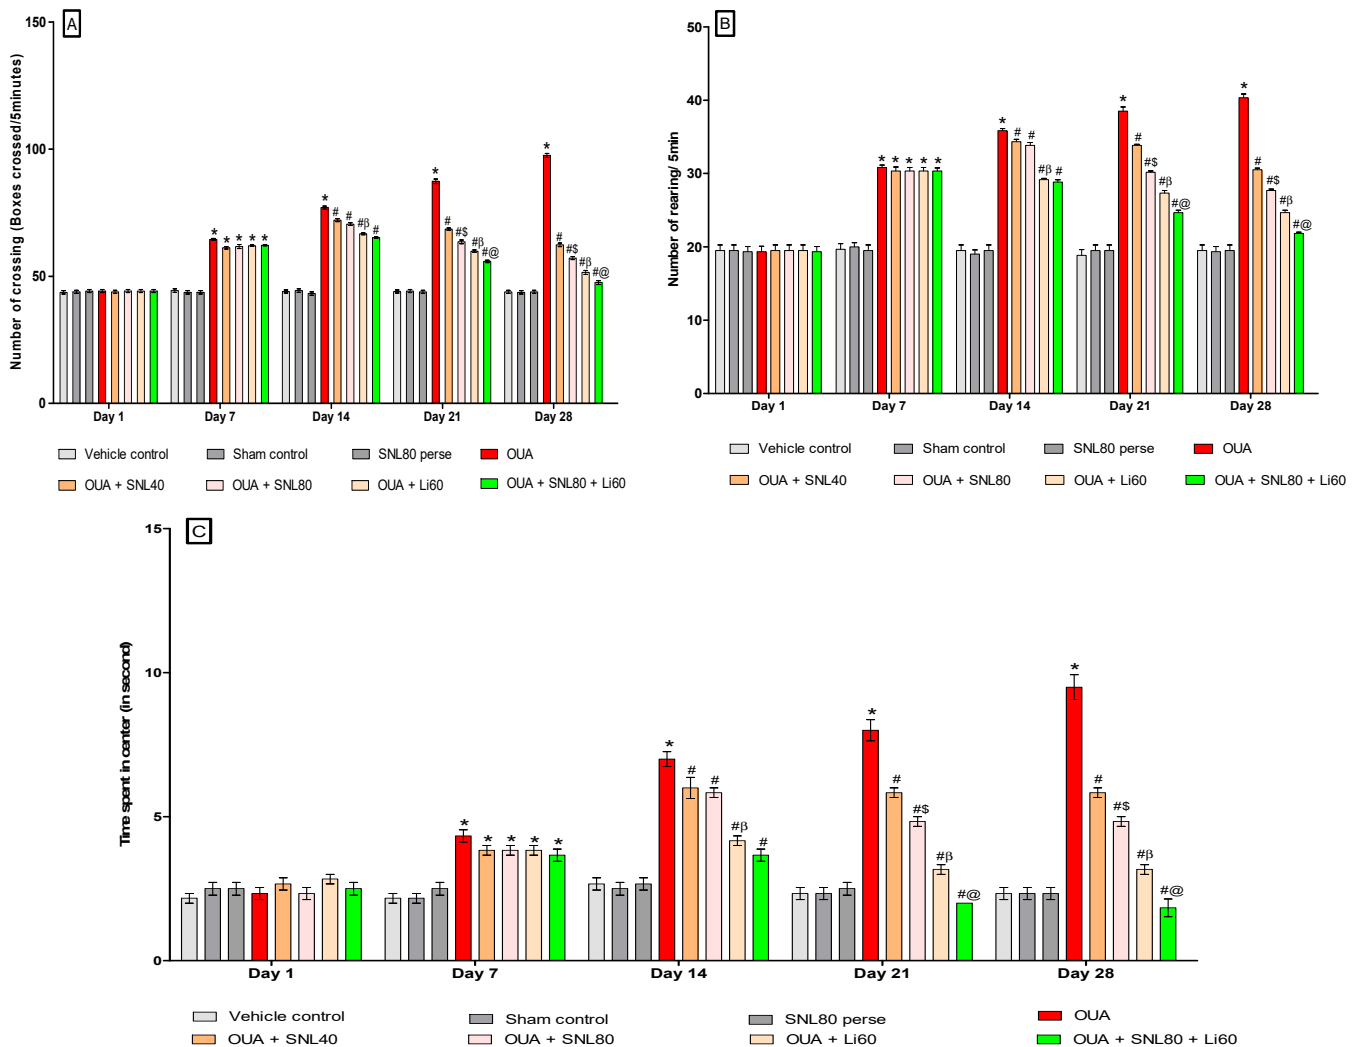 A
Number of crossing (Boxes crossed/5minutes)
150
100
50
0
* * * * *
* # # #β #
* # #$ #β #@
* # #$ #β #@
Day 1 Day 7 Day 14 Day 21 Day 28
Vehicle control Sham control SNL80 perse OUA
OUA + SNL40 OUA + SNL80 OUA + Li60 OUA + SNL80 + Li60
B
Number of rearing/ 5min
50
40
30
20
10
0
* * * * *
* # # #β #
* # #$ #β #@
* # #$ #β #@
Day 1 Day 7 Day 14 Day 21 Day 28
Vehicle control Sham control SNL80 perse OUA
OUA + SNL40 OUA + SNL80 OUA + Li60 OUA + SNL80 + Li60
C
Time spent in center (in second)
15
10
5
0
* * * * *
* # # #β #
* # #$ #β #@
* # #$ #β #@
Day 1 Day 7 Day 14 Day 21 Day 28
Vehicle control Sham control SNL80 perse OUA
OUA + SNL40 OUA + SNL80 OUA + Li60 OUA + SNL80 + Li60